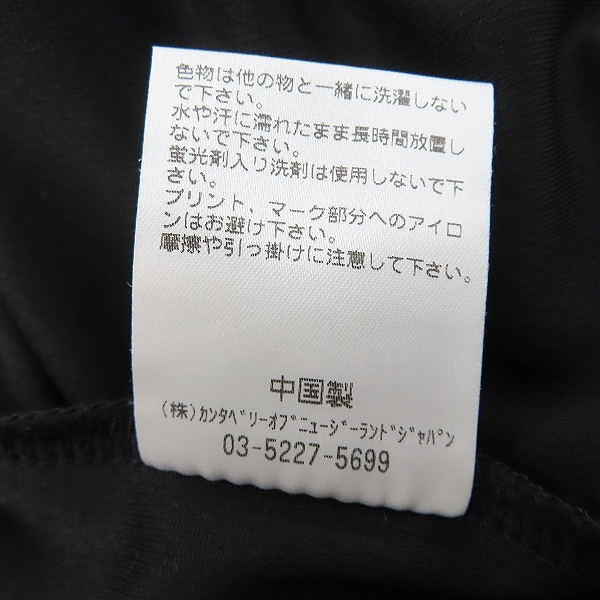 色物は他の物と一緒に洗濯しない
で下さい。
水や汗に濡れたまま長時間放置し
ないで下さい。
蛍光剤入り洗剤は使用しないで下
さい。
プリント、マーク部分へのアイロ
ンはお避け下さい。
摩擦や引っ掛けに注意して下さい。
中国製
(株)ｶﾝﾀﾍﾞﾘｰｵﾌﾞﾆｭｰｼﾞｰﾗﾝﾄﾞｼﾞｬﾊﾟﾝ
03-5227-5699